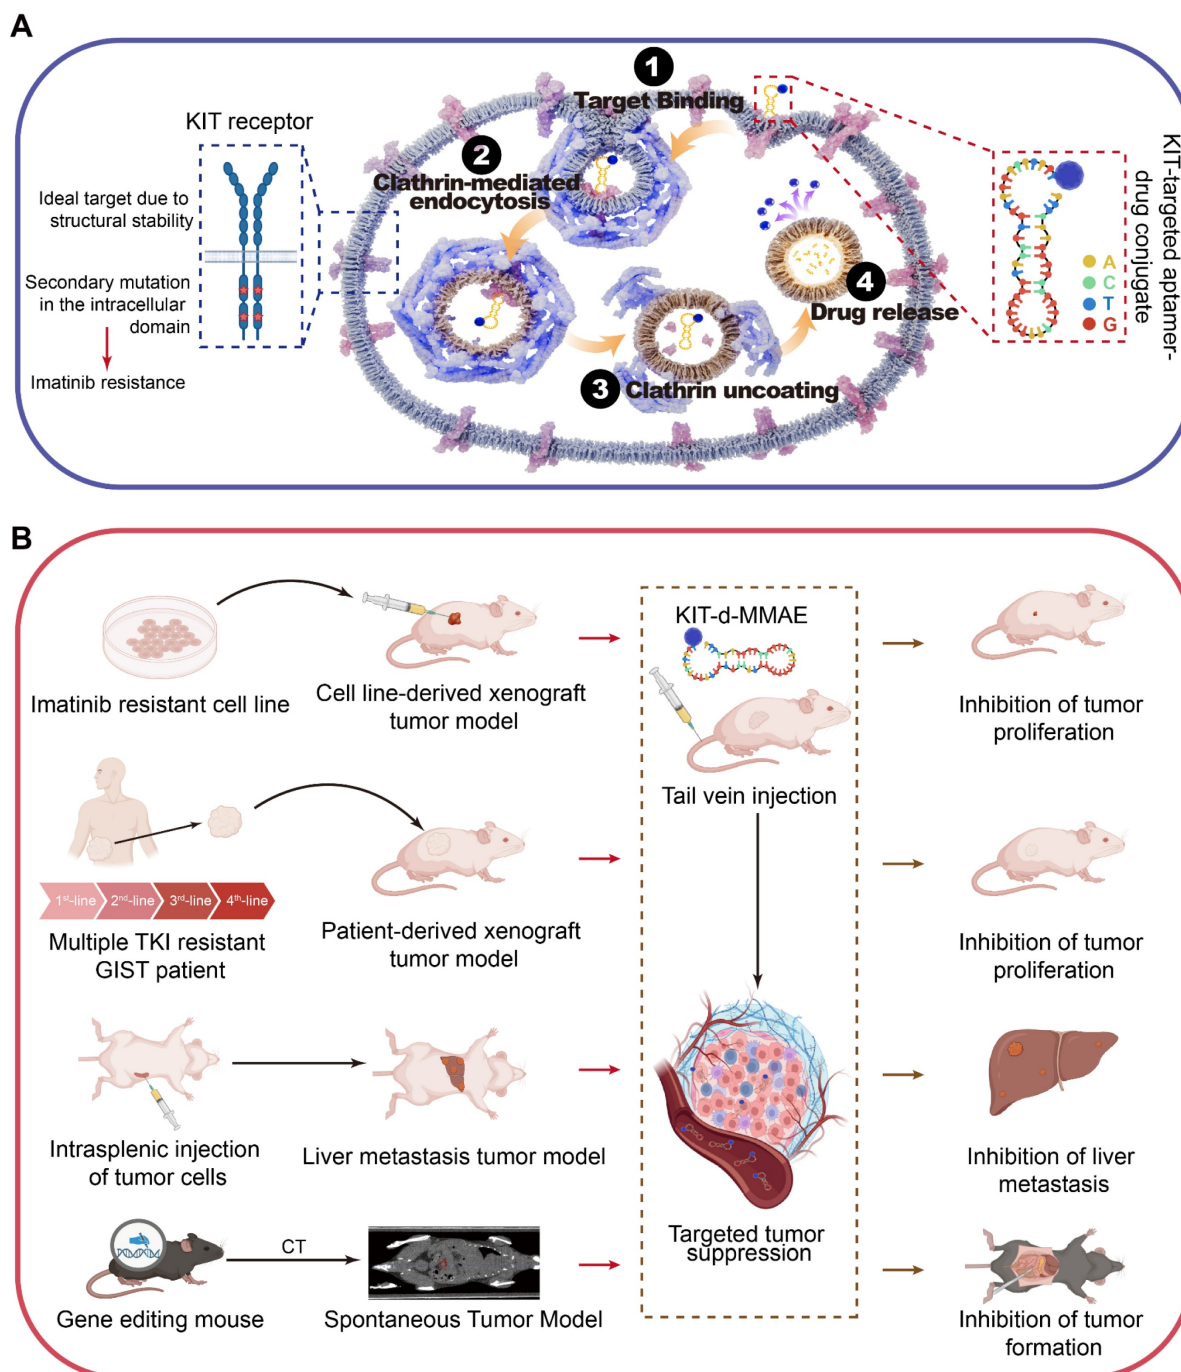 A
KIT receptor
Ideal target due to
structural stability
Secondary mutation
in the intracellular
domain
Imatinib resistance
1
Target Binding
2
Clathrin-mediated
endocytosis
3
Clathrin uncoating
4
Drug release
A
C
T
G
KIT-targeted aptamer-
drug conjugate
B
Imatinib resistant cell line
Cell line-derived xenograft
tumor model
KIT-d-MMAE
Tail vein injection
Inhibition of tumor
proliferation
1st-line
2nd-line
3rd-line
4th-line
Multiple TKI resistant
GIST patient
Patient-derived xenograft
tumor model
Inhibition of tumor
proliferation
Intrasplenic injection
of tumor cells
Liver metastasis tumor model
Targeted tumor
suppression
Inhibition of liver
metastasis
CT
Gene editing mouse
Spontaneous Tumor Model
Inhibition of tumor
formation